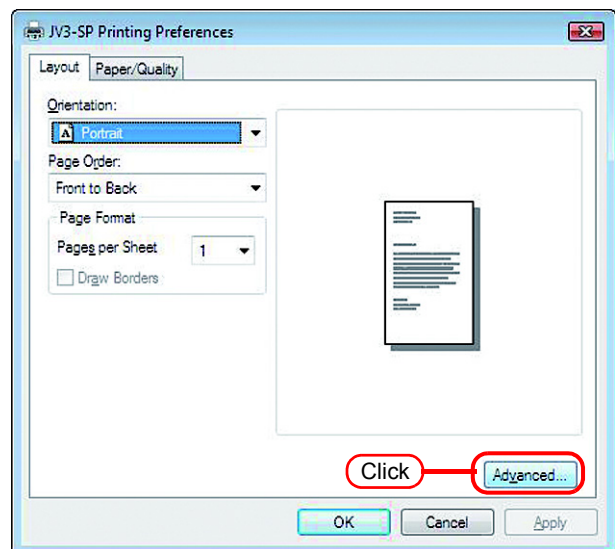 JV3-SP Printing Preferences
Layout
Paper/Quality
Orientation:
A Portrait
Page Order:
Front to Back
Page Format
Pages per Sheet
1
Draw Borders
Click
Advanced...
OK
Cancel
Apply